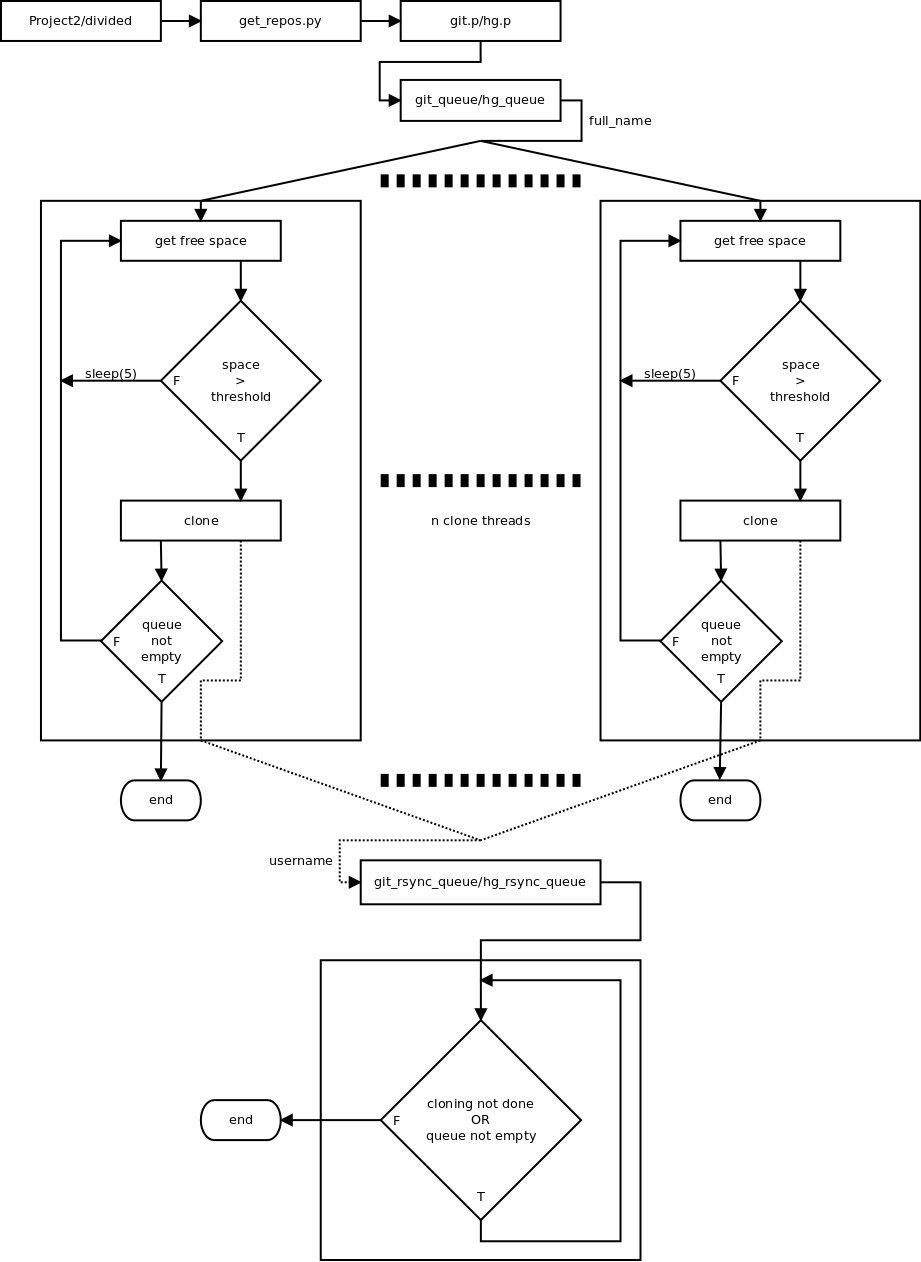 Project2/divided
get_repos.py
git.p/hg.p
git_queue/hg_queue
full_name
get free space
get free space
space
>
threshold
F
T
sleep(5)
space
>
threshold
F
T
sleep(5)
clone
n clone threads
clone
queue
not
empty
F
T
queue
not
empty
F
T
end
end
username
git_rsync_queue/hg_rsync_queue
cloning not done
OR
queue not empty
F
T
end